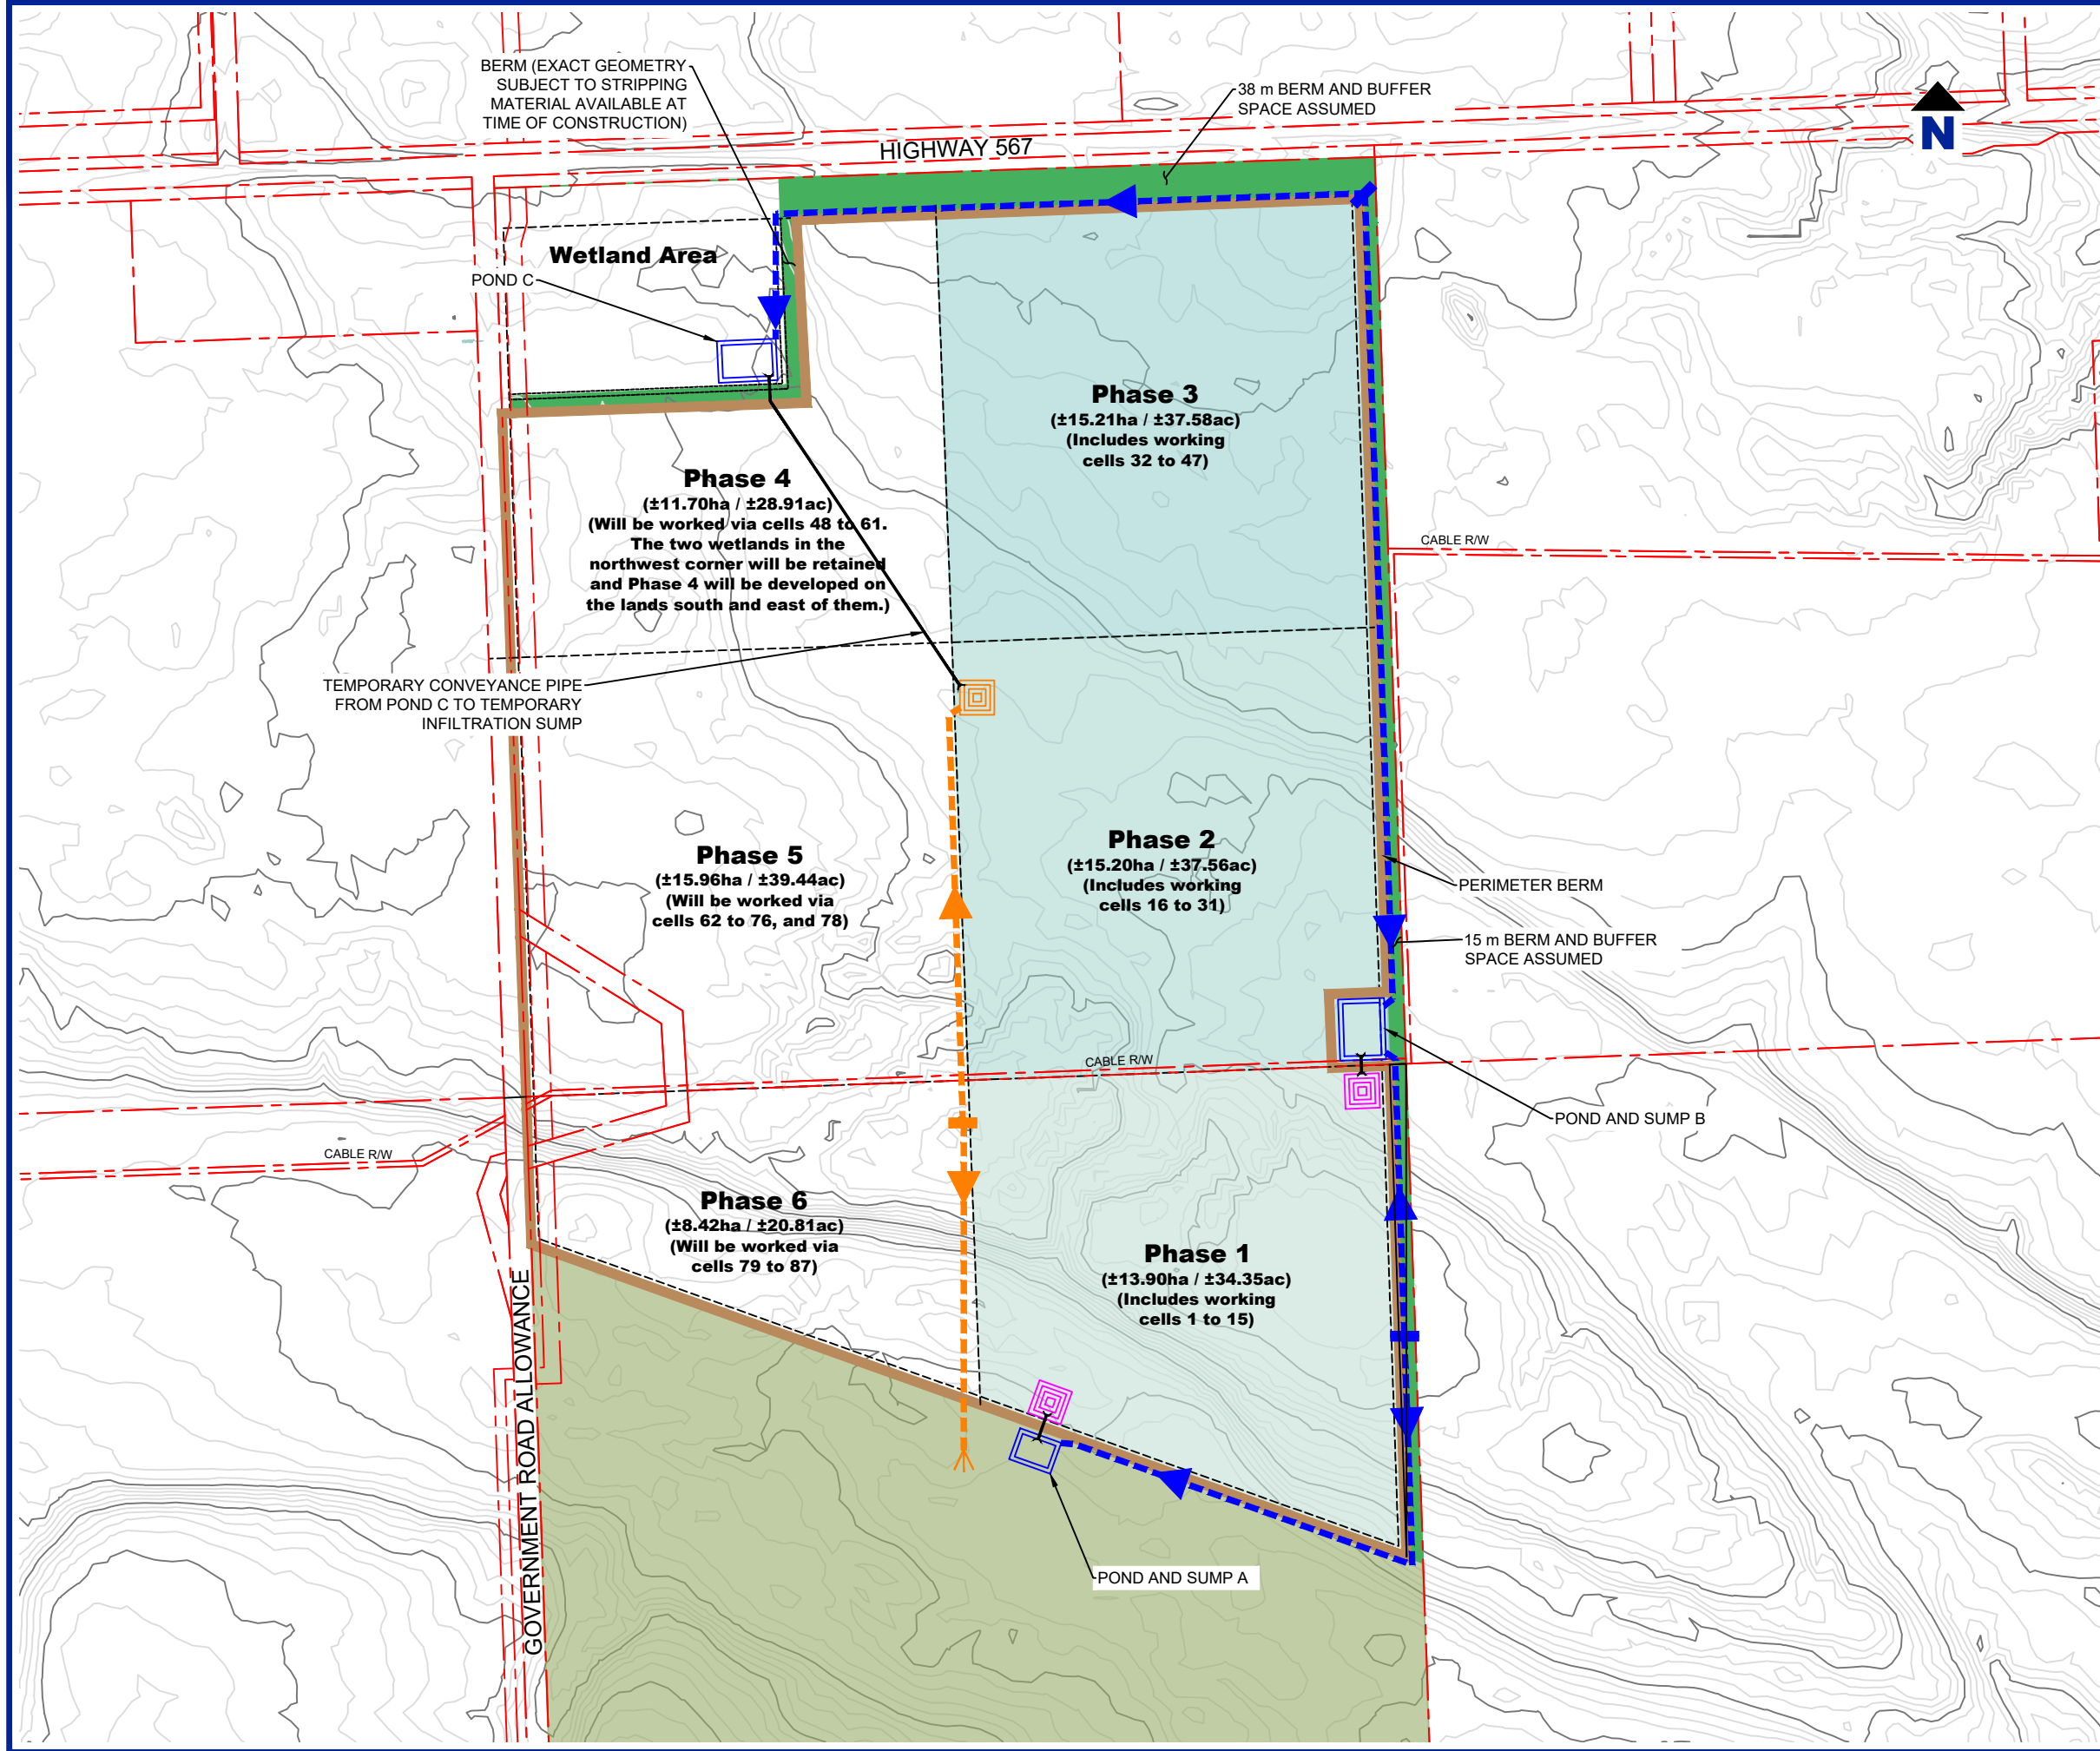 BERM (EXACT GEOMETRY
SUBJECT TO STRIPPING
MATERIAL AVAILABLE AT
TIME OF CONSTRUCTION)
38 m BERM AND BUFFER
SPACE ASSUMED
HIGHWAY 567
N
Wetland Area
POND C
Phase 3
(±15.21ha / ±37.58ac)
(Includes working
cells 32 to 47)
Phase 4
(±11.70ha / ±28.91ac)
(Will be worked via cells 48 to 61.
The two wetlands in the
northwest corner will be retained
and Phase 4 will be developed on
the lands south and east of them.)
CABLE R/W
TEMPORARY CONVEYANCE PIPE
FROM POND C TO TEMPORARY
INFILTRATION SUMP
Phase 2
(±15.20ha / ±37.56ac)
(Includes working
cells 16 to 31)
Phase 5
(±15.96ha / ±39.44ac)
(Will be worked via
cells 62 to 76, and 78)
PERIMETER BERM
15 m BERM AND BUFFER
SPACE ASSUMED
CABLE R/W
POND AND SUMP B
CABLE R/W
Phase 6
(±8.42ha / ±20.81ac)
(Will be worked via
cells 79 to 87)
Phase 1
(±13.90ha / ±34.35ac)
(Includes working
cells 1 to 15)
GOVERNMENT ROAD ALLOWANCE
POND AND SUMP A